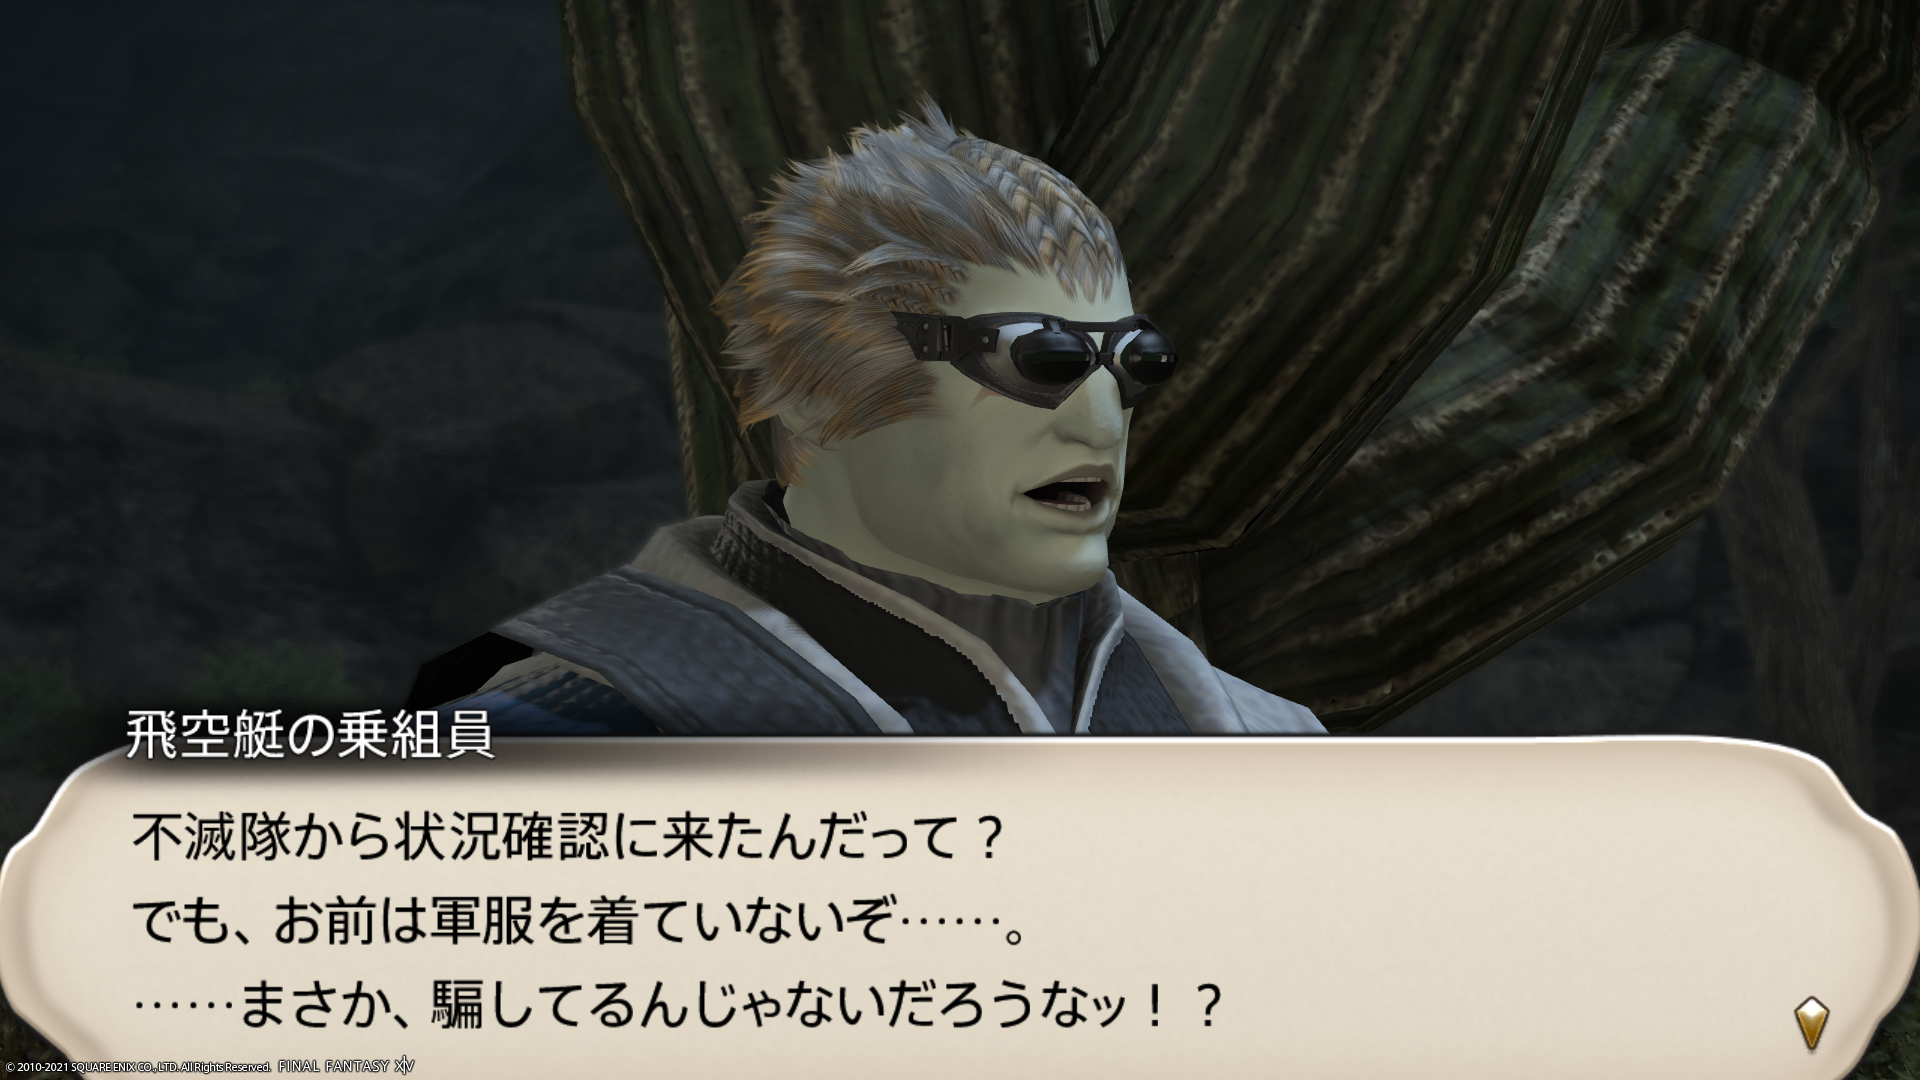 飛空艇の乗組員
不滅隊から状況確認に来たんだって？
でも、お前は軍服を着ていないぞ……。
……まさか、騙してるんじゃないだろうなッ！？
© 2010-2021 SQUARE ENIX CO., LTD. All Rights Reserved. FINAL FANTASY XIV